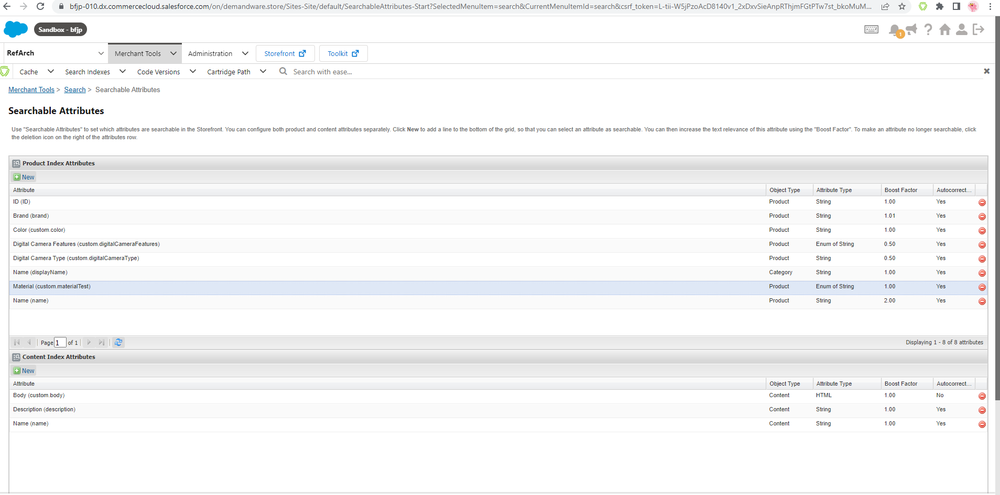 bfjp-010.dx.commercecloud.salesforce.com/on/demandware.store/Sites-Site/default/SearchableAttributes-Start?SelectedMenuItem=search&CurrentMenuItemId=search&csrf_token=L-tii-W5jPzoAcD8140v1_2xDxvSieAnpRThjmFGtPTw7st_bkoMuM...
Sandbox - bfjp
1
RefArch
Merchant Tools
Administration
Storefront
Toolkit
Cache
Search Indexes
Code Versions
Cartridge Path
Search with ease...
Merchant Tools > Search > Searchable Attributes
Searchable Attributes
Use "Searchable Attributes" to set which attributes are searchable in the Storefront. You can configure both product and content attributes separately. Click New to add a line to the bottom of the grid, so that you can select an attribute as searchable. You can then increase the text relevance of this attribute using the "Boost Factor". To make an attribute no longer searchable, click
the deletion icon on the right of the attributes row.
Product Index Attributes
New
Attribute Object Type Attribute Type Boost Factor Autocorrect...
ID (ID) Product String 1.00 Yes
Brand (brand) Product String 1.01 Yes
Color (custom.color) Product String 1.00 Yes
Digital Camera Features (custom.digitalCameraFeatures) Product Enum of String 0.50 Yes
Digital Camera Type (custom.digitalCameraType) Product String 0.50 Yes
Name (displayName) Category String 1.00 Yes
Material (custom.materialTest) Product Enum of String 1.00 Yes
Name (name) Product String 2.00 Yes
Page 1 of 1 Displaying 1 - 8 of 8 attributes
Content Index Attributes
New
Attribute Object Type Attribute Type Boost Factor Autocorrect...
Body (custom.body) Content HTML 1.00 No
Description (description) Content String 1.00 Yes
Name (name) Content String 1.00 Yes